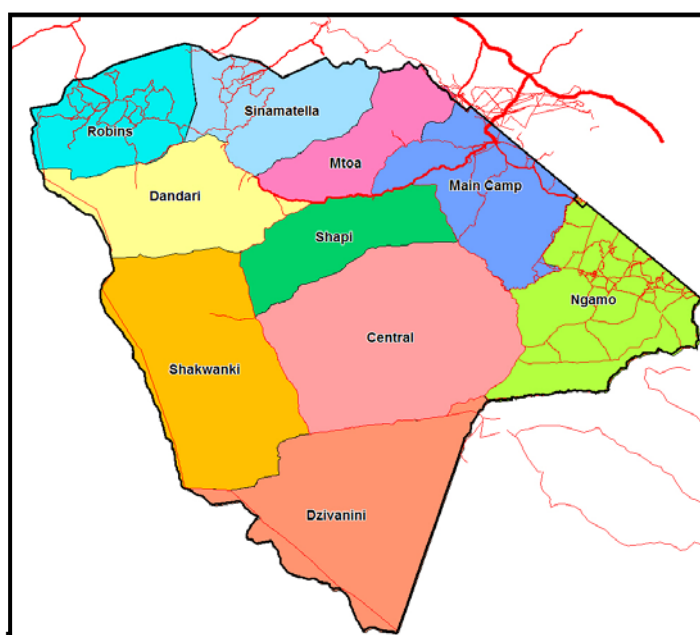 Sinamatella
Robins
Mtoa
Main Camp
Dandari
Shapi
Ngamo
Central
Shakwanki
Dzivanini